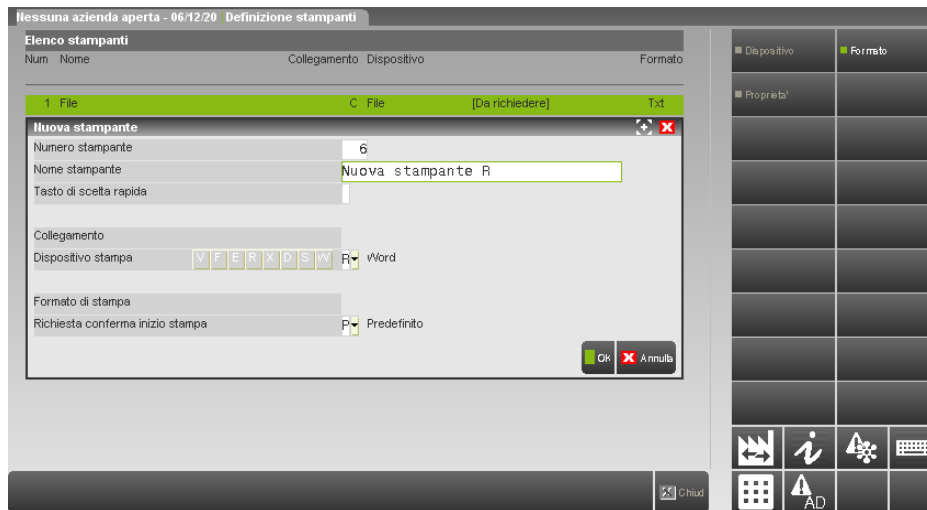 Nessuna azienda aperta - 06/12/20 Definizione stampanti
Elenco stampanti
Num Nome Collegamento Dispositivo Formato
1 File C File [Da richiedere] Txt
Nuova stampante
Numero stampante 6
Nome stampante Nuova stampante R
Tasto di scelta rapida
Collegamento
Dispositivo stampa V F E R X D S W R Word
Formato di stampa
Richiesta conferma inizio stampa P Predefinito
Ok Annulla
Chiud
Dispositivo Formato
Proprieta'
i
AD